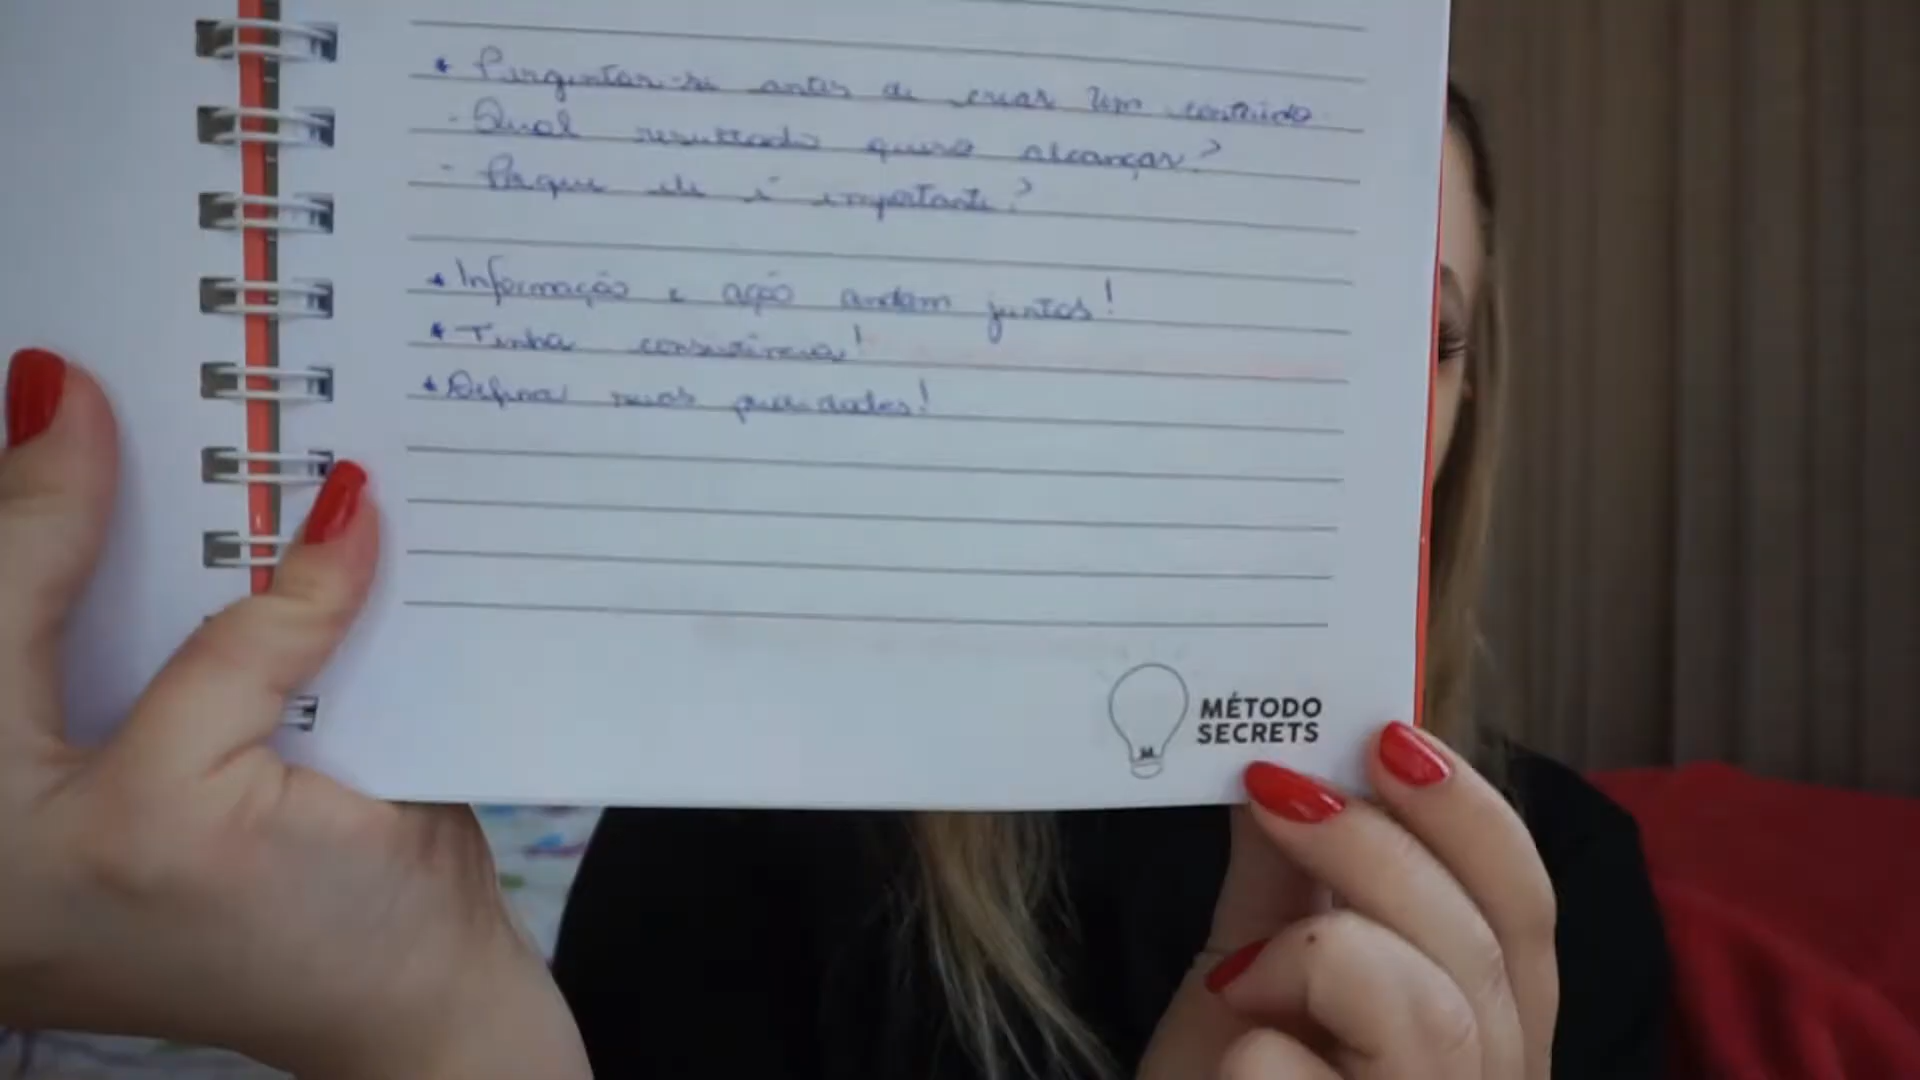 * Perguntar-se antes de criar um conteúdo
- Qual resultado quero alcançar?
- Porque ele é importante?
* Informação e ação andam juntos!
* Tenha consistência!
* Defina suas prioridades!
MÉTODO
SECRETS